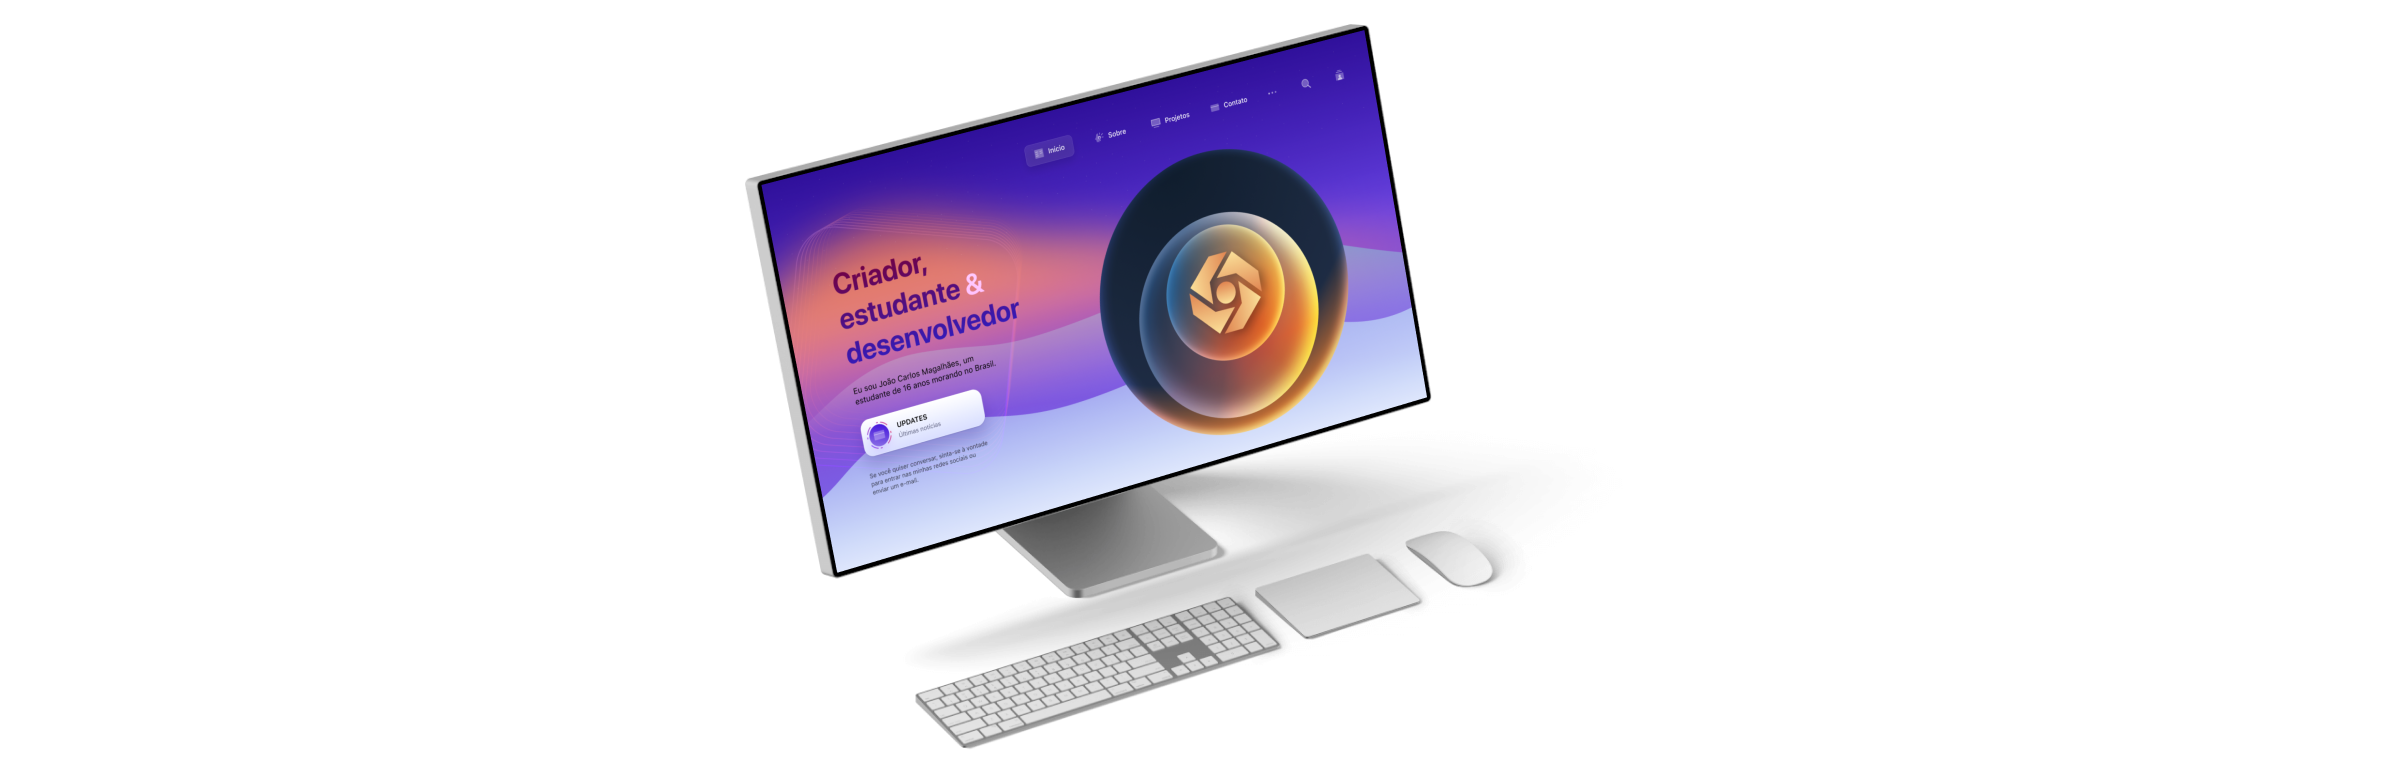 Início
Sobre
Projetos
Contato
Criador,
estudante &
desenvolvedor
Eu sou João Carlos Magalhães, um
estudante de 16 anos morando no Brasil.
UPDATES
Últimas notícias
Se você quiser conversar, sinta-se à vontade
para entrar nas minhas redes sociais ou
enviar um e-mail.